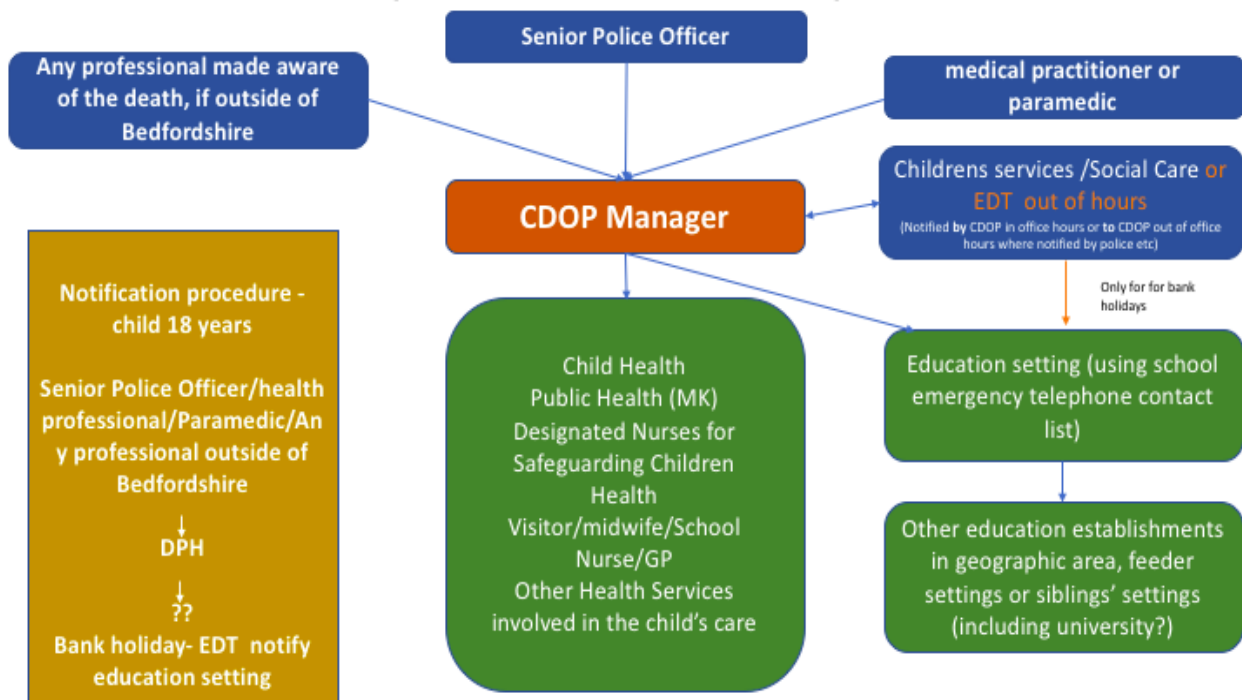 Senior Police Officer
Any professional made aware
of the death, if outside of
Bedfordshire
medical practitioner or
paramedic
Childrens services /Social Care or
EDT out of hours
(Notified by CDOP in office hours or to CDOP out of office
hours where notified by police etc)
CDOP Manager
Only for for bank
holidays
Notification procedure -
child 18 years
Senior Police Officer/health
professional/Paramedic/An
y professional outside of
Bedfordshire
↓
DPH
↓
??
Bank holiday- EDT notify
education setting
Child Health
Public Health (MK)
Designated Nurses for
Safeguarding Children
Health
Visitor/midwife/School
Nurse/GP
Other Health Services
involved in the child's care
Education setting (using school
emergency telephone contact
list)
Other education establishments
in geographic area, feeder
settings or siblings' settings
(including university?)